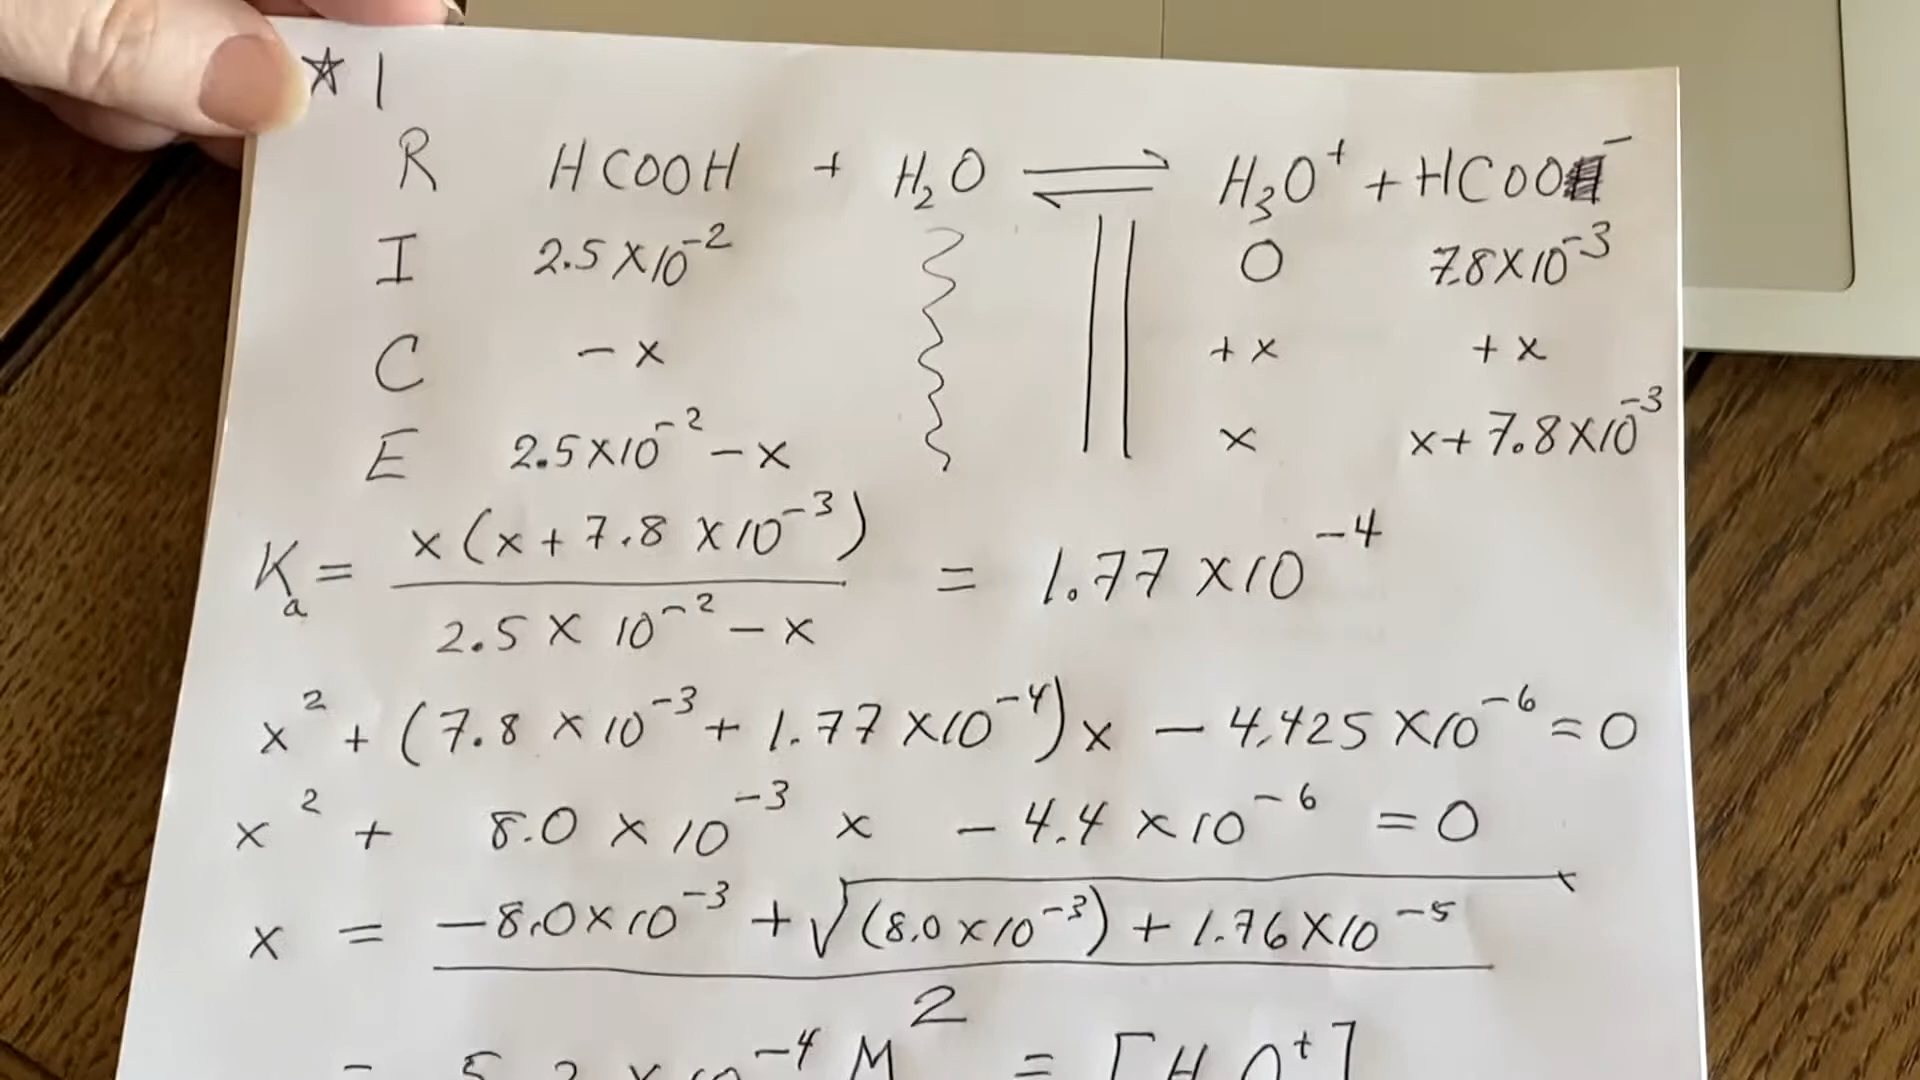 ☆ 1
R HCOOH + H₂O ⇌ H₃O⁺ + HCOO⁻
I 2.5 × 10⁻² 0 7.8 × 10⁻³
C - x + x + x
E 2.5 × 10⁻² - x x x + 7.8 × 10⁻³
Kₐ = x(x + 7.8 × 10⁻³) / 2.5 × 10⁻² - x = 1.77 × 10⁻⁴
x² + (7.8 × 10⁻³ + 1.77 × 10⁻⁴)x - 4.425 × 10⁻⁶ = 0
x² + 8.0 × 10⁻³ x - 4.4 × 10⁻⁶ = 0
x = -8.0 × 10⁻³ + √(8.0 × 10⁻³) + 1.76 × 10⁻⁵ / 2